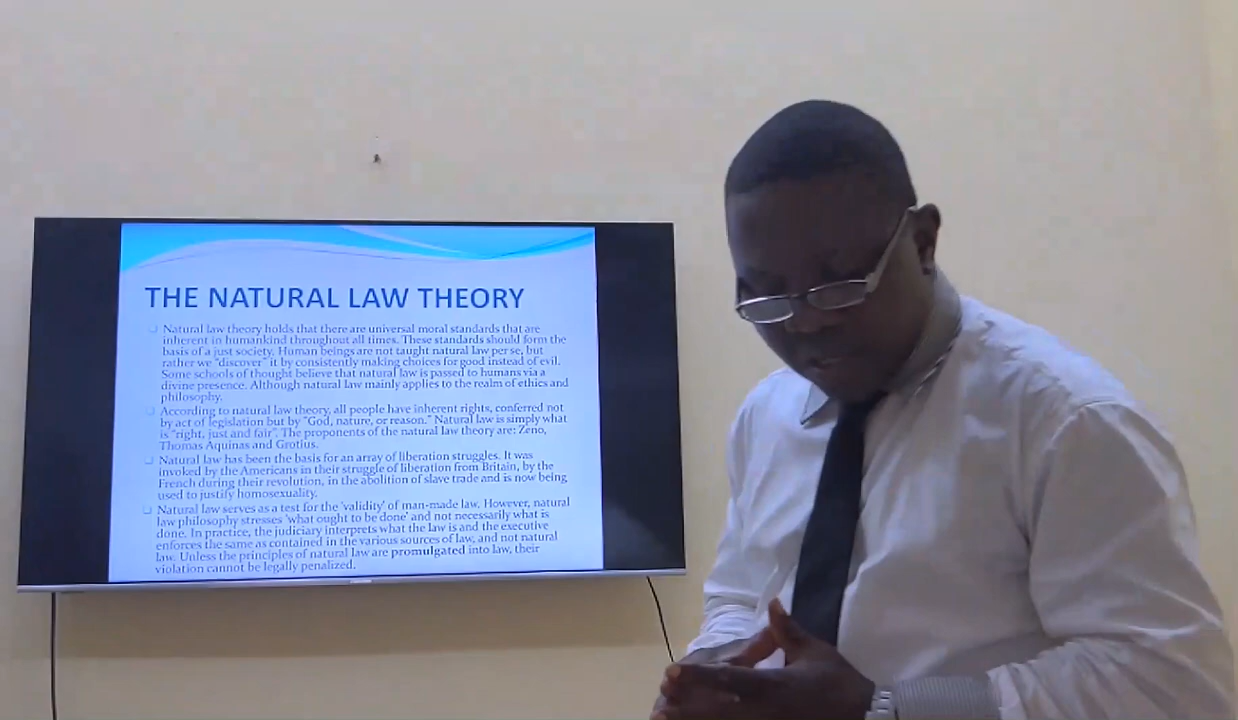 THE NATURAL LAW THEORY
Natural law theory holds that there are universal moral standards that are
inherent in humankind throughout all times. These standards should form the
basis of a just society. Human beings are not taught natural law per se, but
rather we "discover" it by consistently making choices for good instead of evil.
Some schools of thought believe that natural law is passed to humans via a
divine presence. Although natural law mainly applies to the realm of ethics and
philosophy.
According to natural law theory, all people have inherent rights, conferred not
by act of legislation but by "God, nature, or reason." Natural law is simply what
is "right, just and fair". The proponents of the natural law theory are: Zeno,
Thomas Aquinas and Grotius.
Natural law has been the basis for an array of liberation struggles. It was
invoked by the Americans in their struggle of liberation from Britain, by the
French during their revolution, in the abolition of slave trade and is now being
used to justify homosexuality.
Natural law serves as a test for the 'validity' of man-made law. However, natural
law philosophy stresses 'what ought to be done' and not necessarily what is
done. In practice, the judiciary interprets what the law is and the executive
enforces the same as contained in the various sources of law, and not natural
law. Unless the principles of natural law are promulgated into law, their
violation cannot be legally penalized.